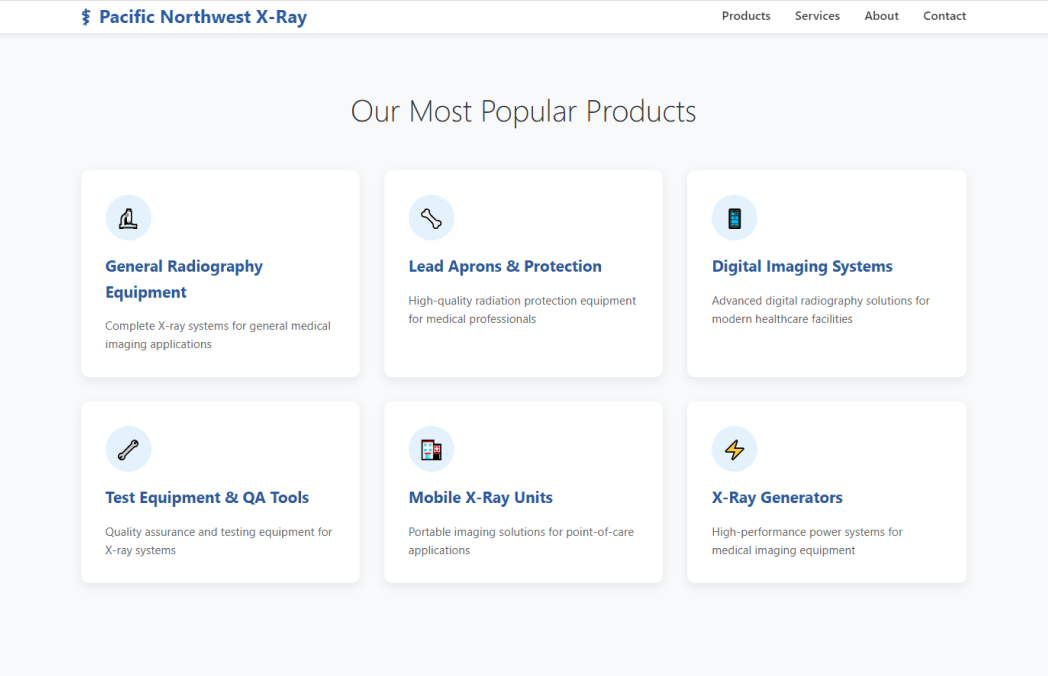 Pacific Northwest X-Ray
Products Services About Contact
Our Most Popular Products
General Radiography
Equipment
Complete X-ray systems for general medical
imaging applications
Lead Aprons & Protection
High-quality radiation protection equipment
for medical professionals
Digital Imaging Systems
Advanced digital radiography solutions for
modern healthcare facilities
Test Equipment & QA Tools
Quality assurance and testing equipment for
X-ray systems
Mobile X-Ray Units
Portable imaging solutions for point-of-care
applications
X-Ray Generators
High-performance power systems for
medical imaging equipment